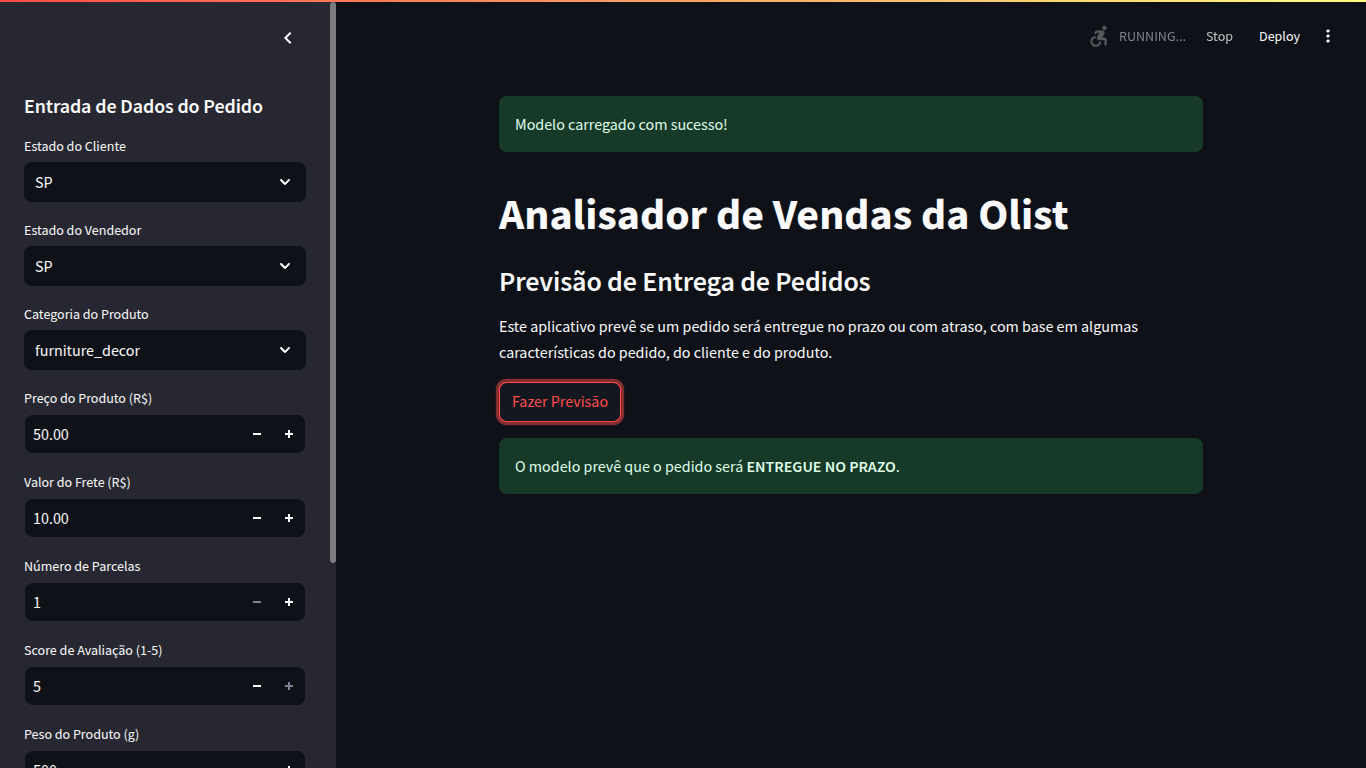 Entrada de Dados do Pedido
Estado do Cliente
SP
Estado do Vendedor
SP
Categoria do Produto
furniture_decor
Preço do Produto (R$)
50.00
Valor do Frete (R$)
10.00
Número de Parcelas
1
Score de Avaliação (1-5)
5
Peso do Produto (g)
RUNNING...
Stop
Deploy
Modelo carregado com sucesso!
Analisador de Vendas da Olist
Previsão de Entrega de Pedidos
Este aplicativo prevê se um pedido será entregue no prazo ou com atraso, com base em algumas
características do pedido, do cliente e do produto.
Fazer Previsão
O modelo prevê que o pedido será ENTREGUE NO PRAZO.